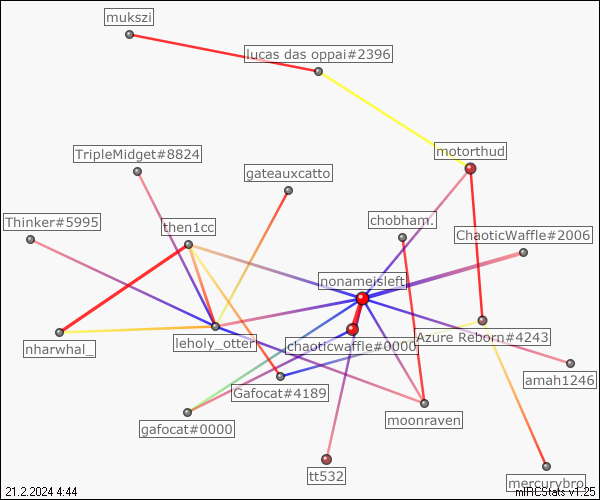 mukszi
lucas das oppai#2396
motorthud
TripleMidget#8824
gateauxcatto
Thinker#5995
then1cc
chobham.
ChaoticWaffle#2006
nonameisleft
nharwhal_
leholy_otter
chaoticwaffle#0000
Azure Reborn#4243
Gafocat#4189
amah1246
gafocat#0000
moonraven
tt532
mercurybro
21.2.2024 4:44
mIRCStats v1.25